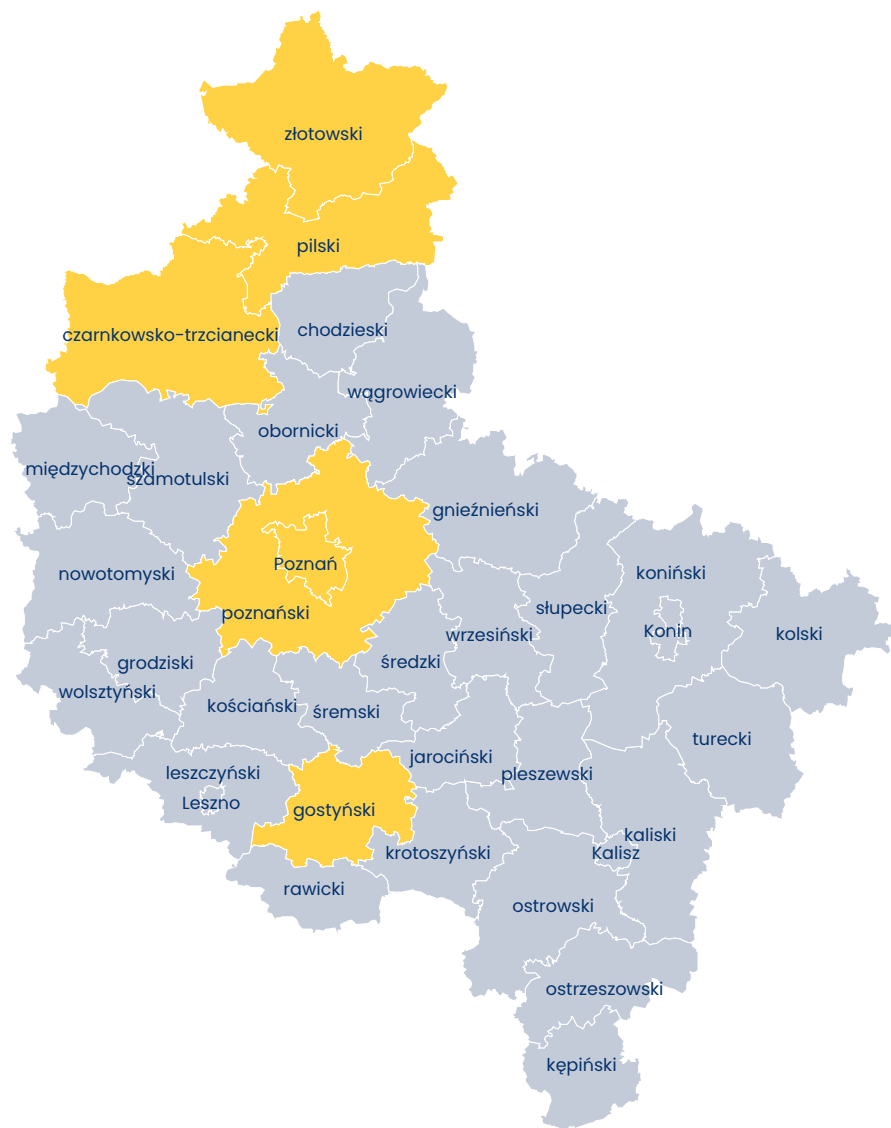 złotowski
pilski
czarnkowsko-trzcianecki
chodzieski
wągrowiecki
obornicki
międzychodzki
szamotulski
gnieźnieński
Poznań
nowotomyski
koniński
poznański
słupecki
Konin
wrzesiński
kolski
grodziski
średzki
wolsztyński
kościański
śremski
turecki
jarociński
leszczyński
pleszewski
Leszno
gostyński
kaliski
krotoszyński
Kalisz
rawicki
ostrowski
ostrzeszowski
kępiński